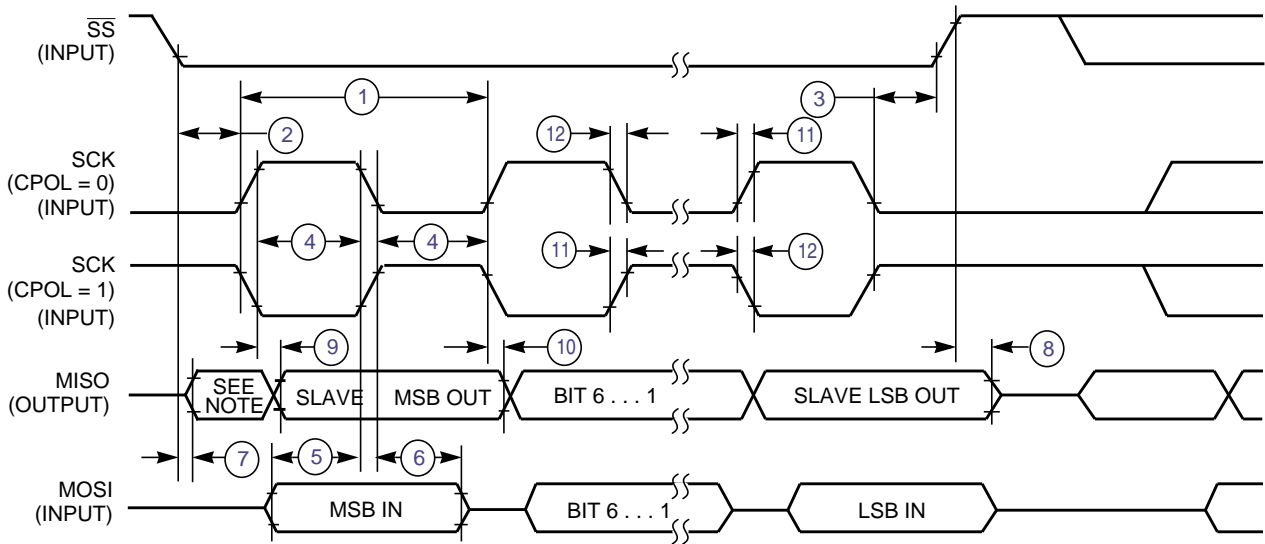 SS
(INPUT)
1
3
2
12
11
SCK
(CPOL = 0)
(INPUT)
4
4
SCK
(CPOL = 1)
(INPUT)
11
12
9
10
8
MISO
(OUTPUT)
SEE
NOTE
SLAVE
MSB OUT
BIT 6 . . . 1
SLAVE LSB OUT
7
5
6
MOSI
(INPUT)
MSB IN
BIT 6 . . . 1
LSB IN